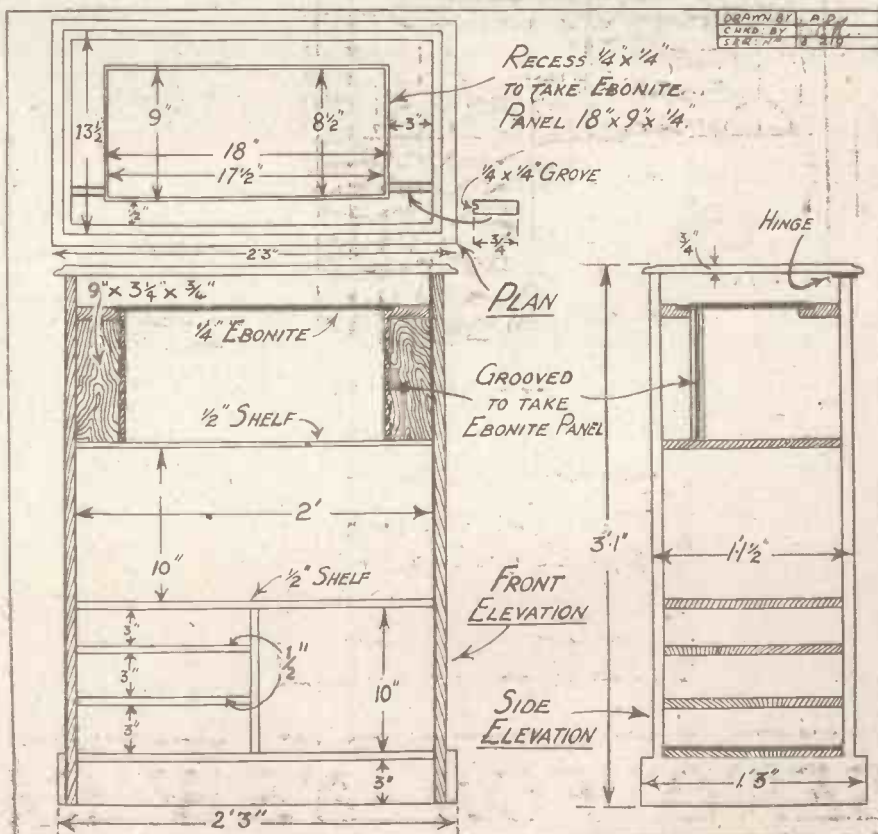 DRAWN BY A.D.
CHKD: BY
SER: Nº 219
RECESS ¼" x ¼"
TO TAKE EBONITE
PANEL 18" x 9" x ¼"
13½"
9"
8½"
3"
18"
17½"
½"
¼ x ¼" GROVE
¾"
2'3"
PLAN
HINGE
¾"
9" x 3¼" x ¾"
¼" EBONITE
GROOVED
TO TAKE
EBONITE PANEL
½" SHELF
2'
10"
½" SHELF
FRONT
ELEVATION
3"
3"
3"
½"
10"
3"
2'3"
3'·1"
1'·1½"
SIDE
ELEVATION
1'3"